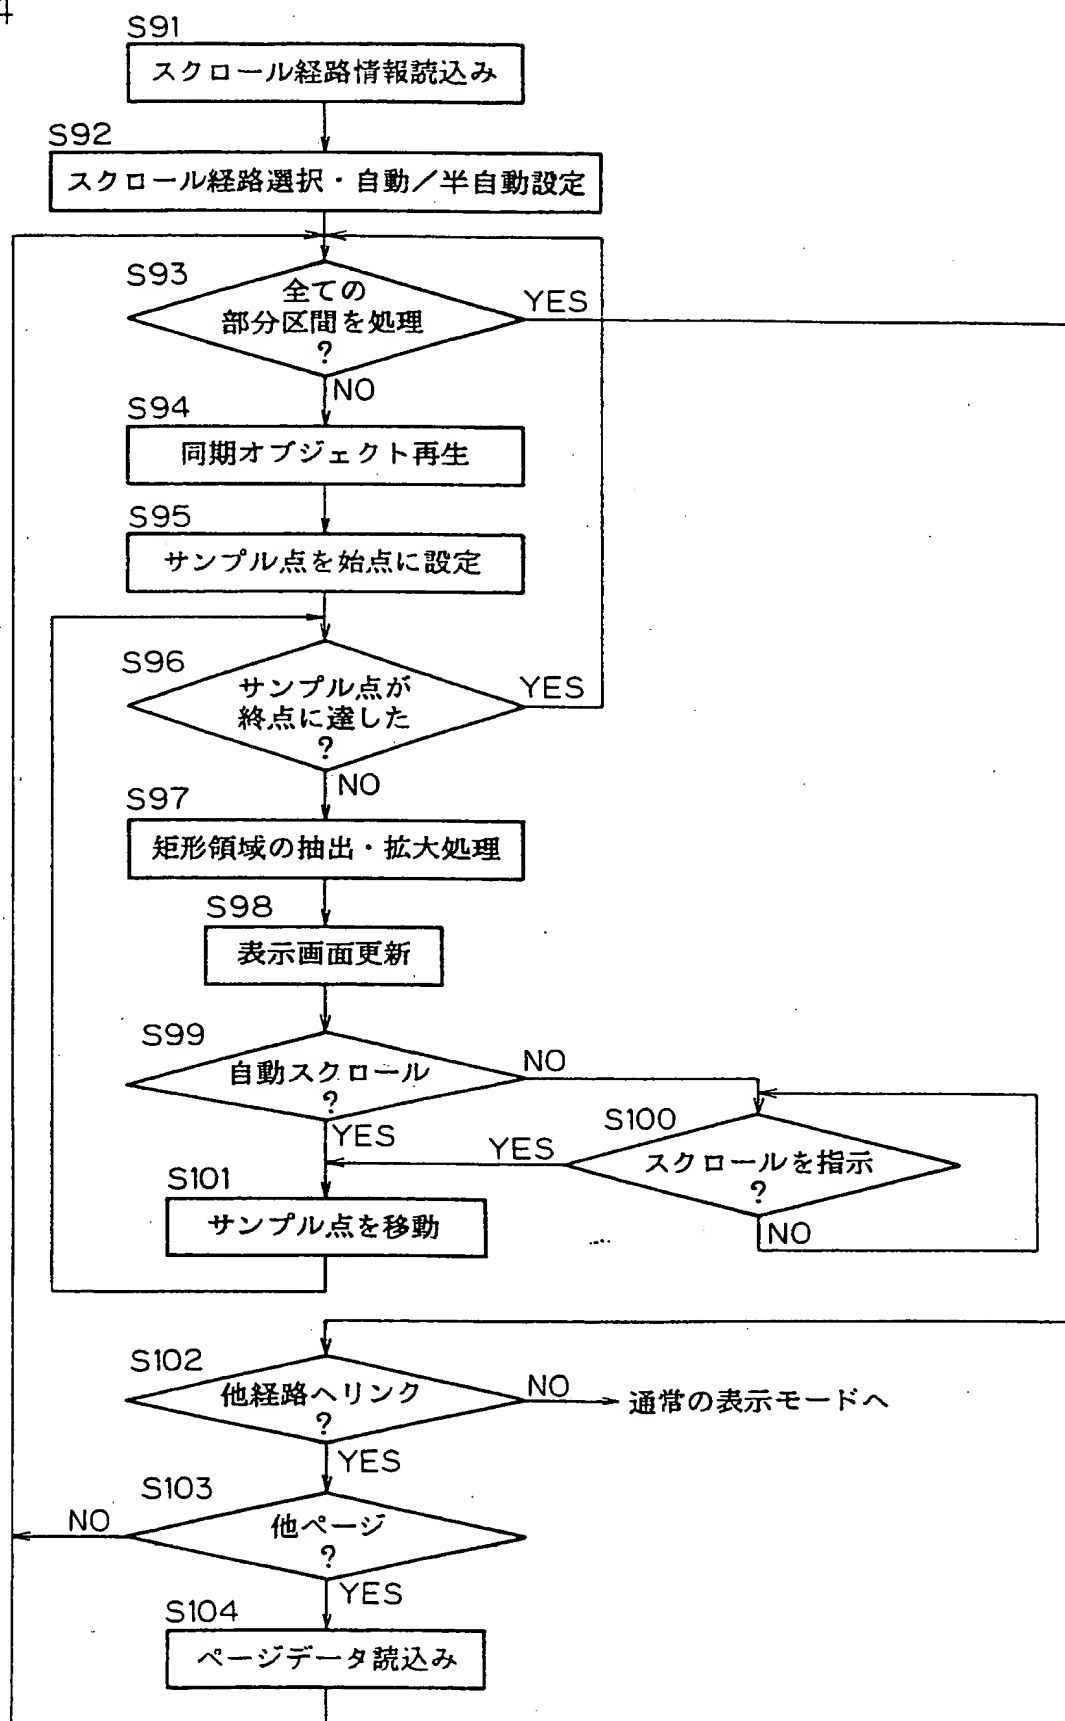 4
S91
スクロール経路情報読込み
S92
スクロール経路選択・自動／半自動設定
S93
全ての
部分区間を処理
?
YES
NO
S94
同期オブジェクト再生
S95
サンプル点を始点に設定
S96
サンプル点が
終点に達した
?
YES
NO
S97
矩形領域の抽出・拡大処理
S98
表示画面更新
S99
自動スクロール
?
NO
YES
S100
スクロールを指示
?
YES
NO
S101
サンプル点を移動
S102
他経路へリンク
?
NO
通常の表示モードへ
YES
S103
他ページ
?
NO
YES
S104
ページデータ読込み